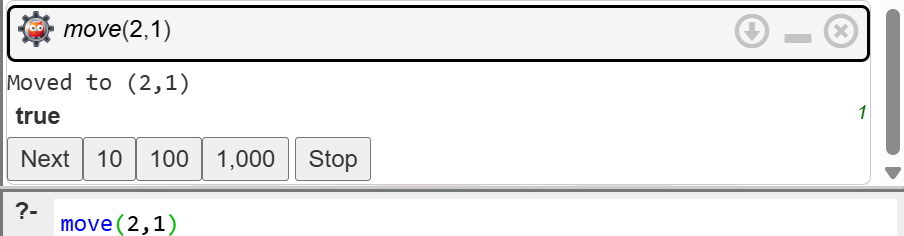 move(2,1)
Moved to (2,1)
true
1
Next 10 100 1,000 Stop
?- move(2,1)